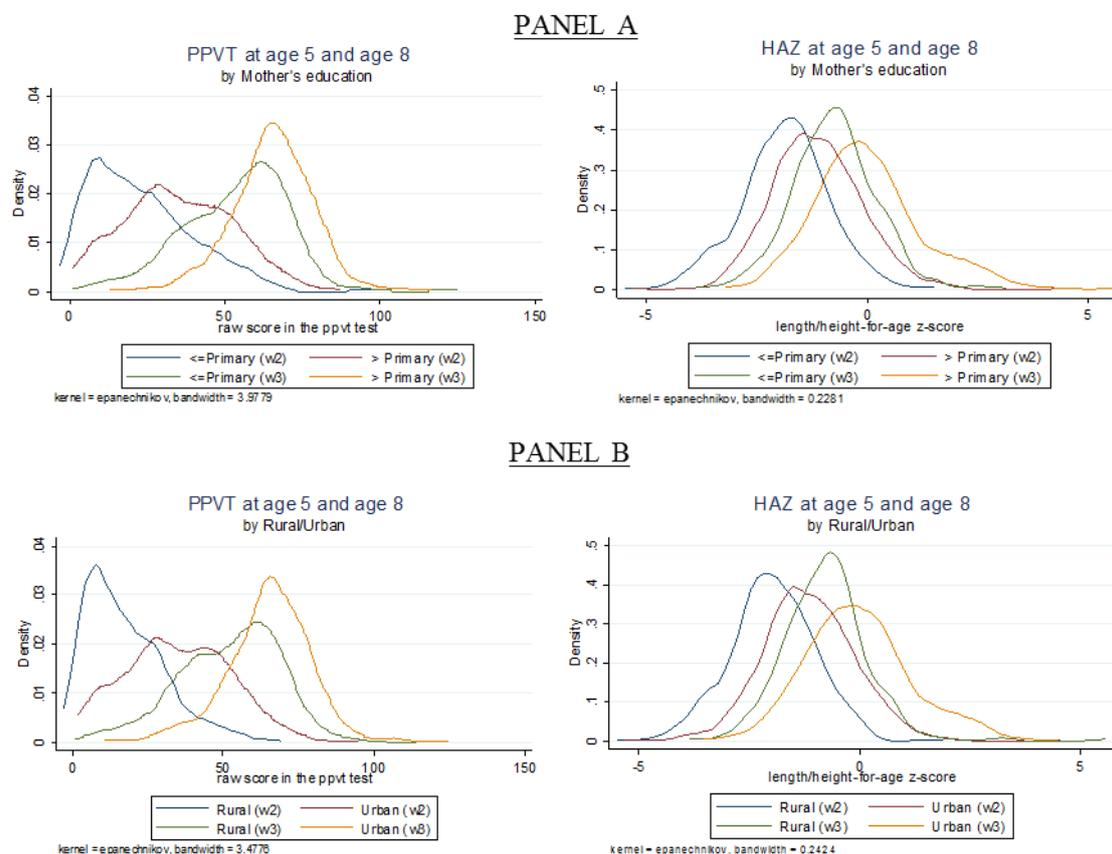 PANEL A
PPVT at age 5 and age 8
by Mother's education
Density
0 .01 .02 .03 .04
0 50 100 150
raw score in the ppvt test
<=Primary (w2) > Primary (w2)
<=Primary (w3) > Primary (w3)
kernel = epanechnikov, bandwidth = 3.9779
HAZ at age 5 and age 8
by Mother's education
Density
0 .1 .2 .3 .4 .5
-5 0 5
length/height-for-age z-score
<=Primary (w2) > Primary (w2)
<=Primary (w3) > Primary (w3)
kernel = epanechnikov, bandwidth = 0.2281
PANEL B
PPVT at age 5 and age 8
by Rural/Urban
Density
0 .01 .02 .03 .04
0 50 100 150
raw score in the ppvt test
Rural (w2) Urban (w2)
Rural (w3) Urban (w3)
kernel = epanechnikov, bandwidth = 3.4776
HAZ at age 5 and age 8
by Rural/Urban
Density
0 .1 .2 .3 .4 .5
-5 0 5
length/height-for-age z-score
Rural (w2) Urban (w2)
Rural (w3) Urban (w3)
kernel = epanechnikov, bandwidth = 0.2424